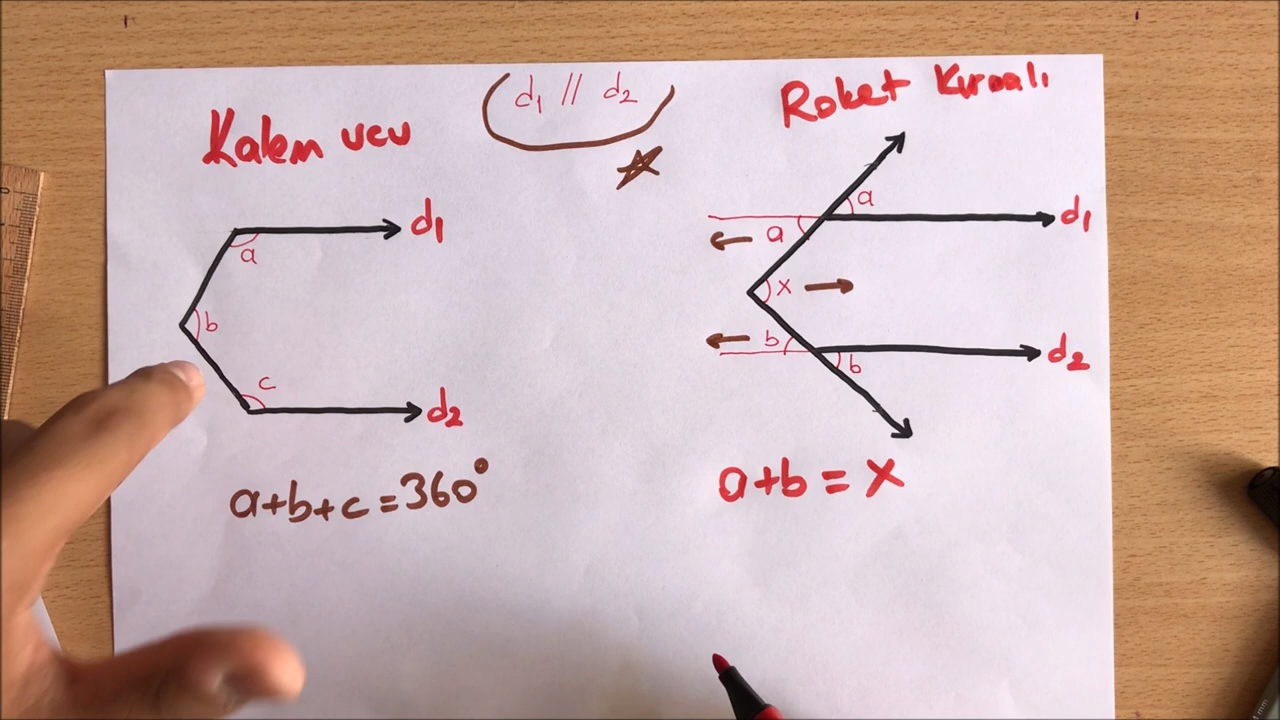 d1 // d2
Kalem ucu
d1
a
b
c
d2
a+b+c=360°
Roket Kuralı
a
d1
a
x
b
b
d2
a+b=x